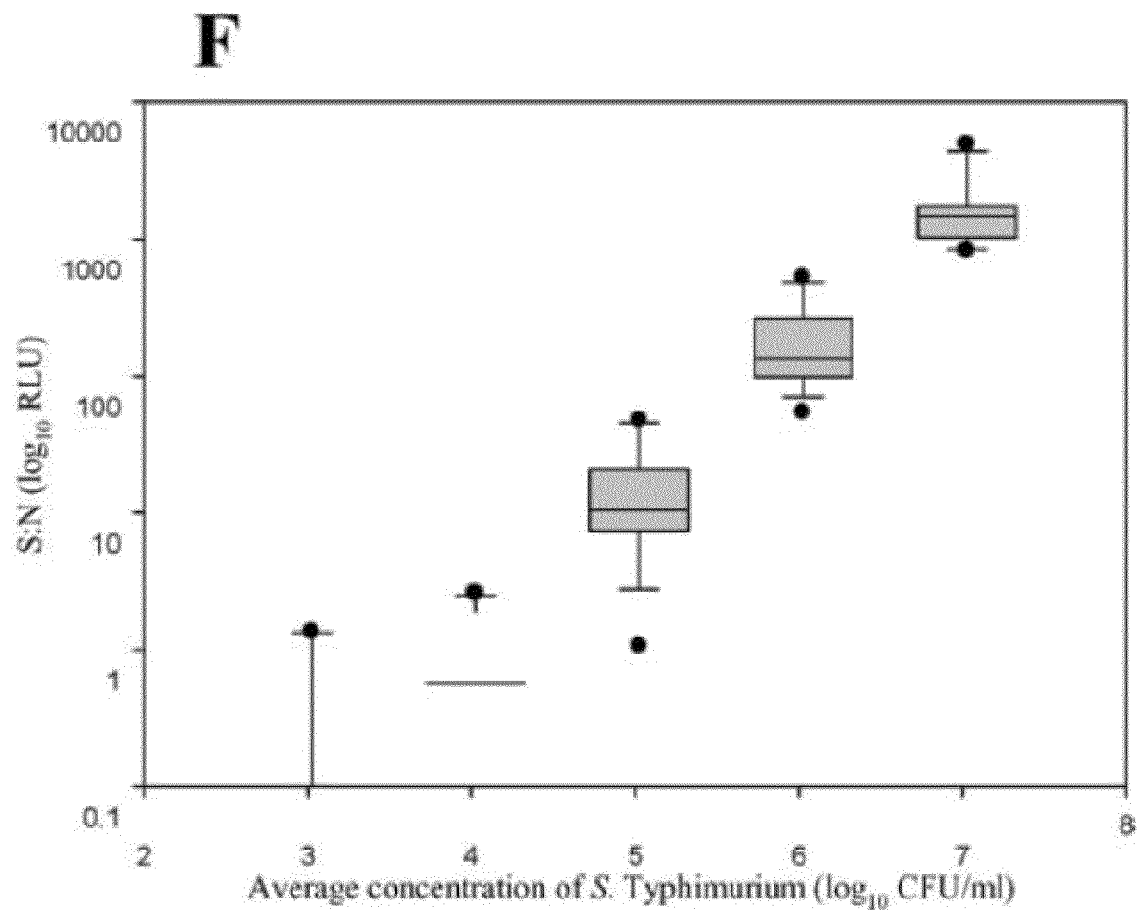 F
10000
1000
100
10
1
0.1
S:N (log10 RLU)
2 3 4 5 6 7 8
Average concentration of S. Typhimurium (log10 CFU/ml)